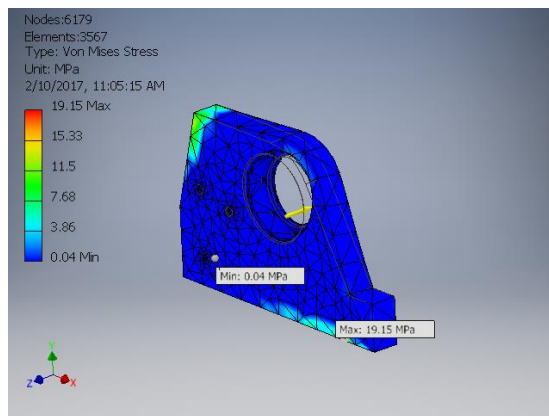 Nodes:6179
Elements:3567
Type: Von Mises Stress
Unit: MPa
2/10/2017, 11:05:15 AM
19.15 Max
15.33
11.5
7.68
3.86
0.04 Min
Min: 0.04 MPa
Max: 19.15 MPa
Y
Z
X